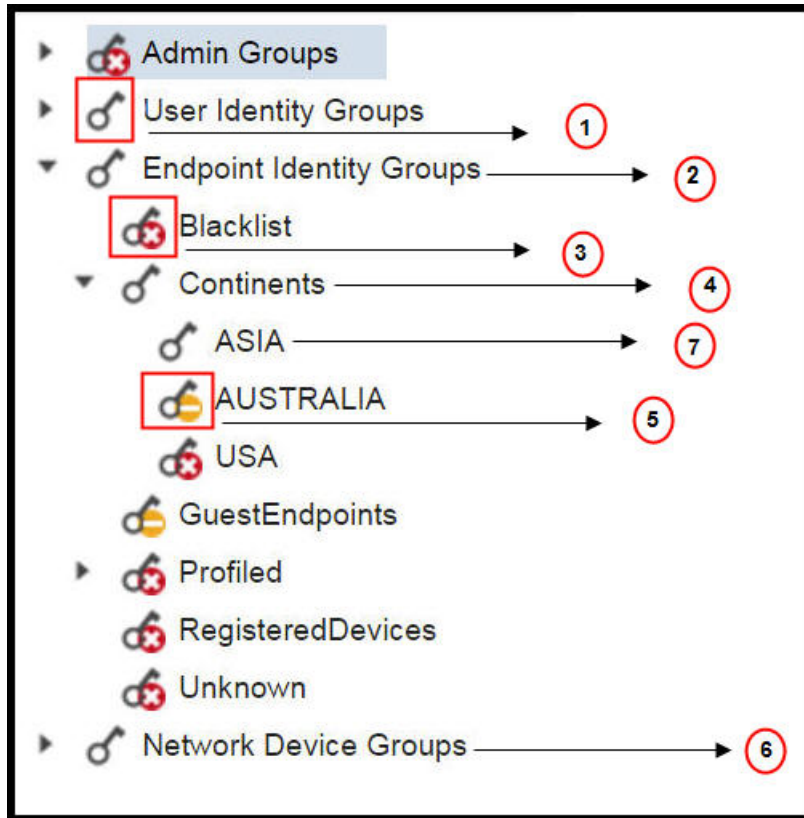 Admin Groups
User Identity Groups
1
Endpoint Identity Groups
2
Blacklist
3
Continents
4
ASIA
7
AUSTRALIA
5
USA
GuestEndpoints
Profiled
RegisteredDevices
Unknown
Network Device Groups
6